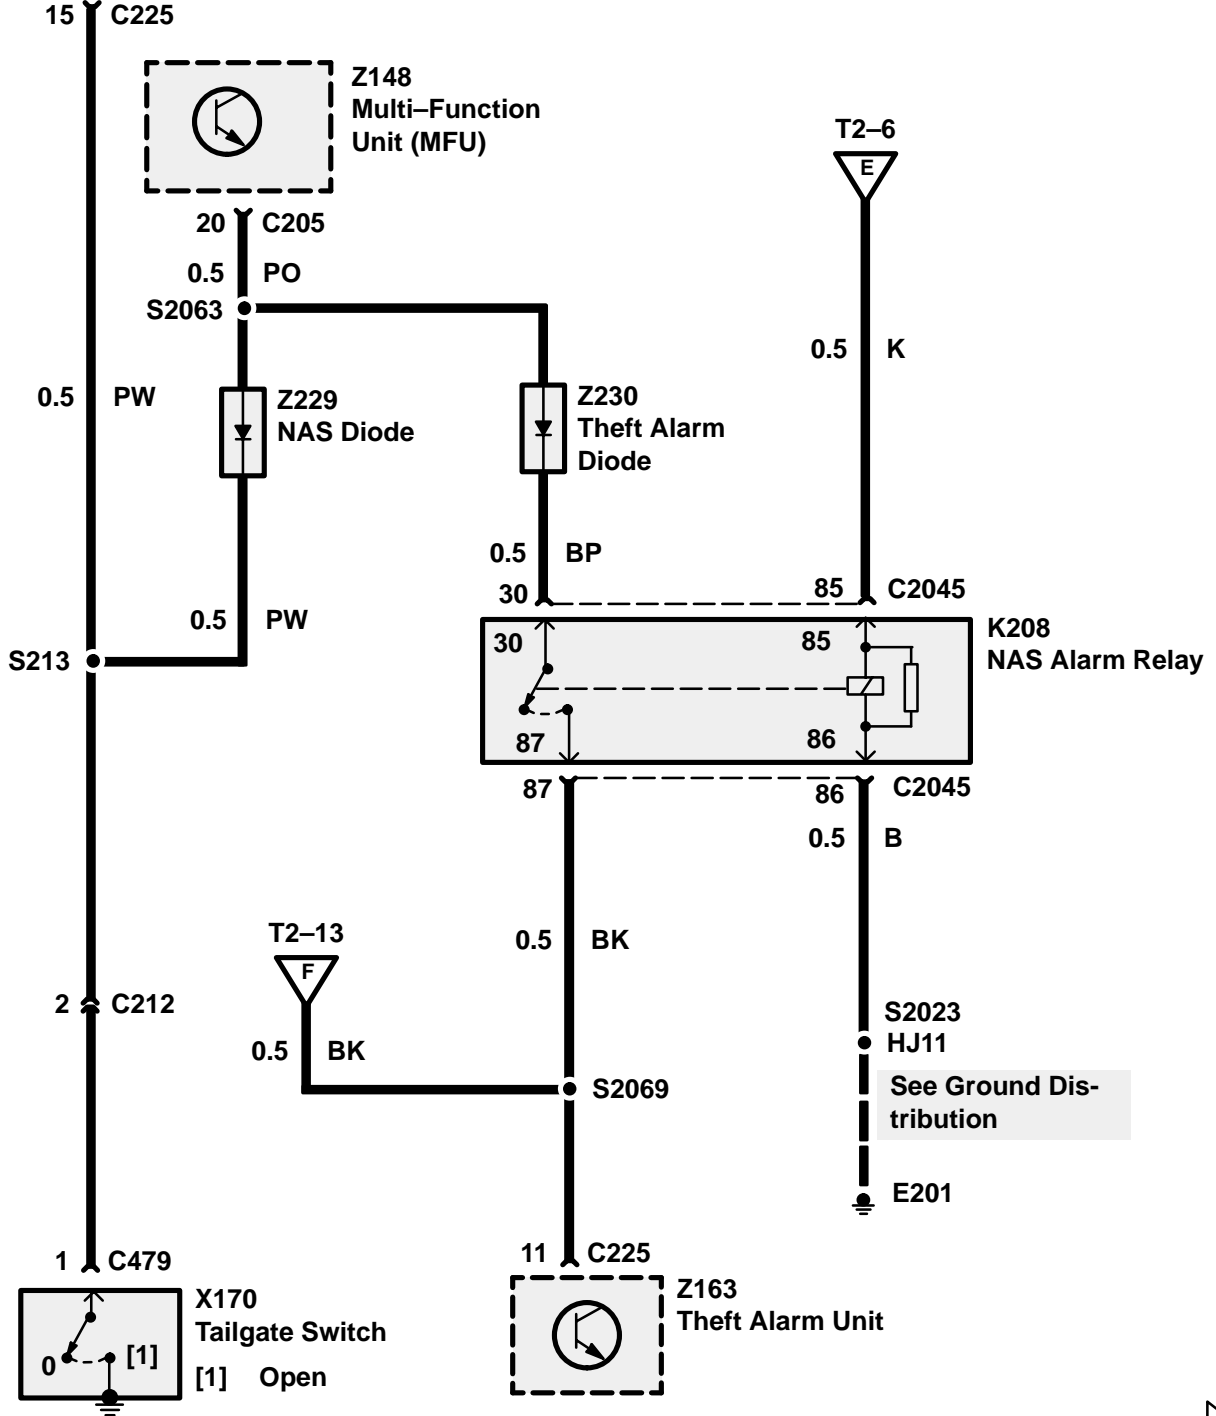 15 C225
Z148
Multi–Function
Unit (MFU)
T2–6
E
20 C205
0.5 PO
S2063
0.5 K
0.5 PW
Z229
NAS Diode
Z230
Theft Alarm
Diode
0.5 BP
30 85 C2045
0.5 PW
K208
NAS Alarm Relay
30 85
S213
87 86
87 86 C2045
0.5 B
T2–13
F
0.5 BK
2 C212
S2023
HJ11
0.5 BK
S2069
See Ground Dis-
tribution
E201
1 C479
11 C225
X170
Tailgate Switch
[1] Open
0 [1]
Z163
Theft Alarm Unit